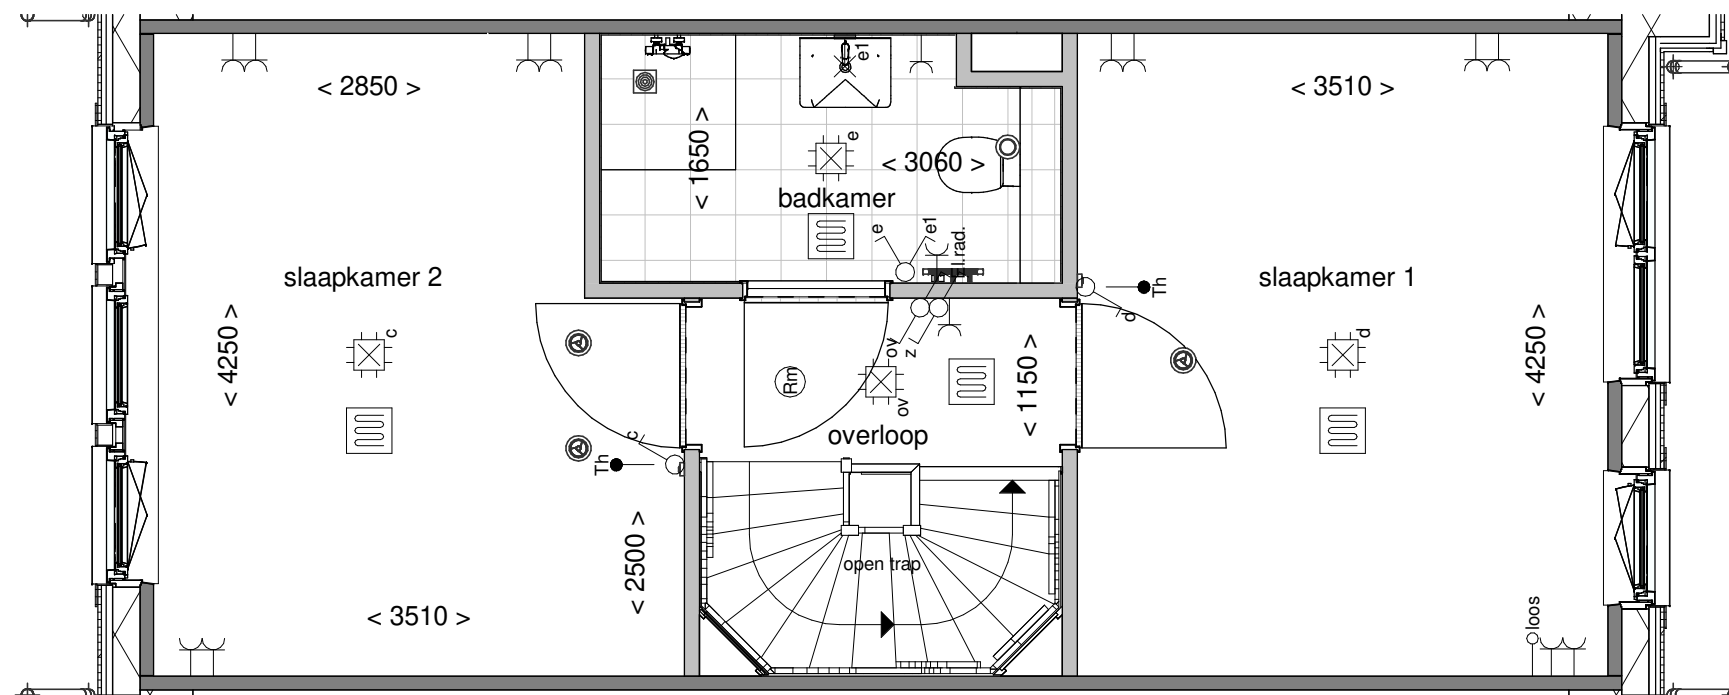 < 2850 >
e1
< 3510 >
< 1650 >
e
< 3060 >
badkamer
e
e1
l.rad.
slaapkamer 2
slaapkamer 1
Th
d
< 4250 >
c
ov
z
Rm
ov
< 1150 >
d
< 4250 >
overloop
c
Th
< 2500 >
open trap
< 3510 >
loos